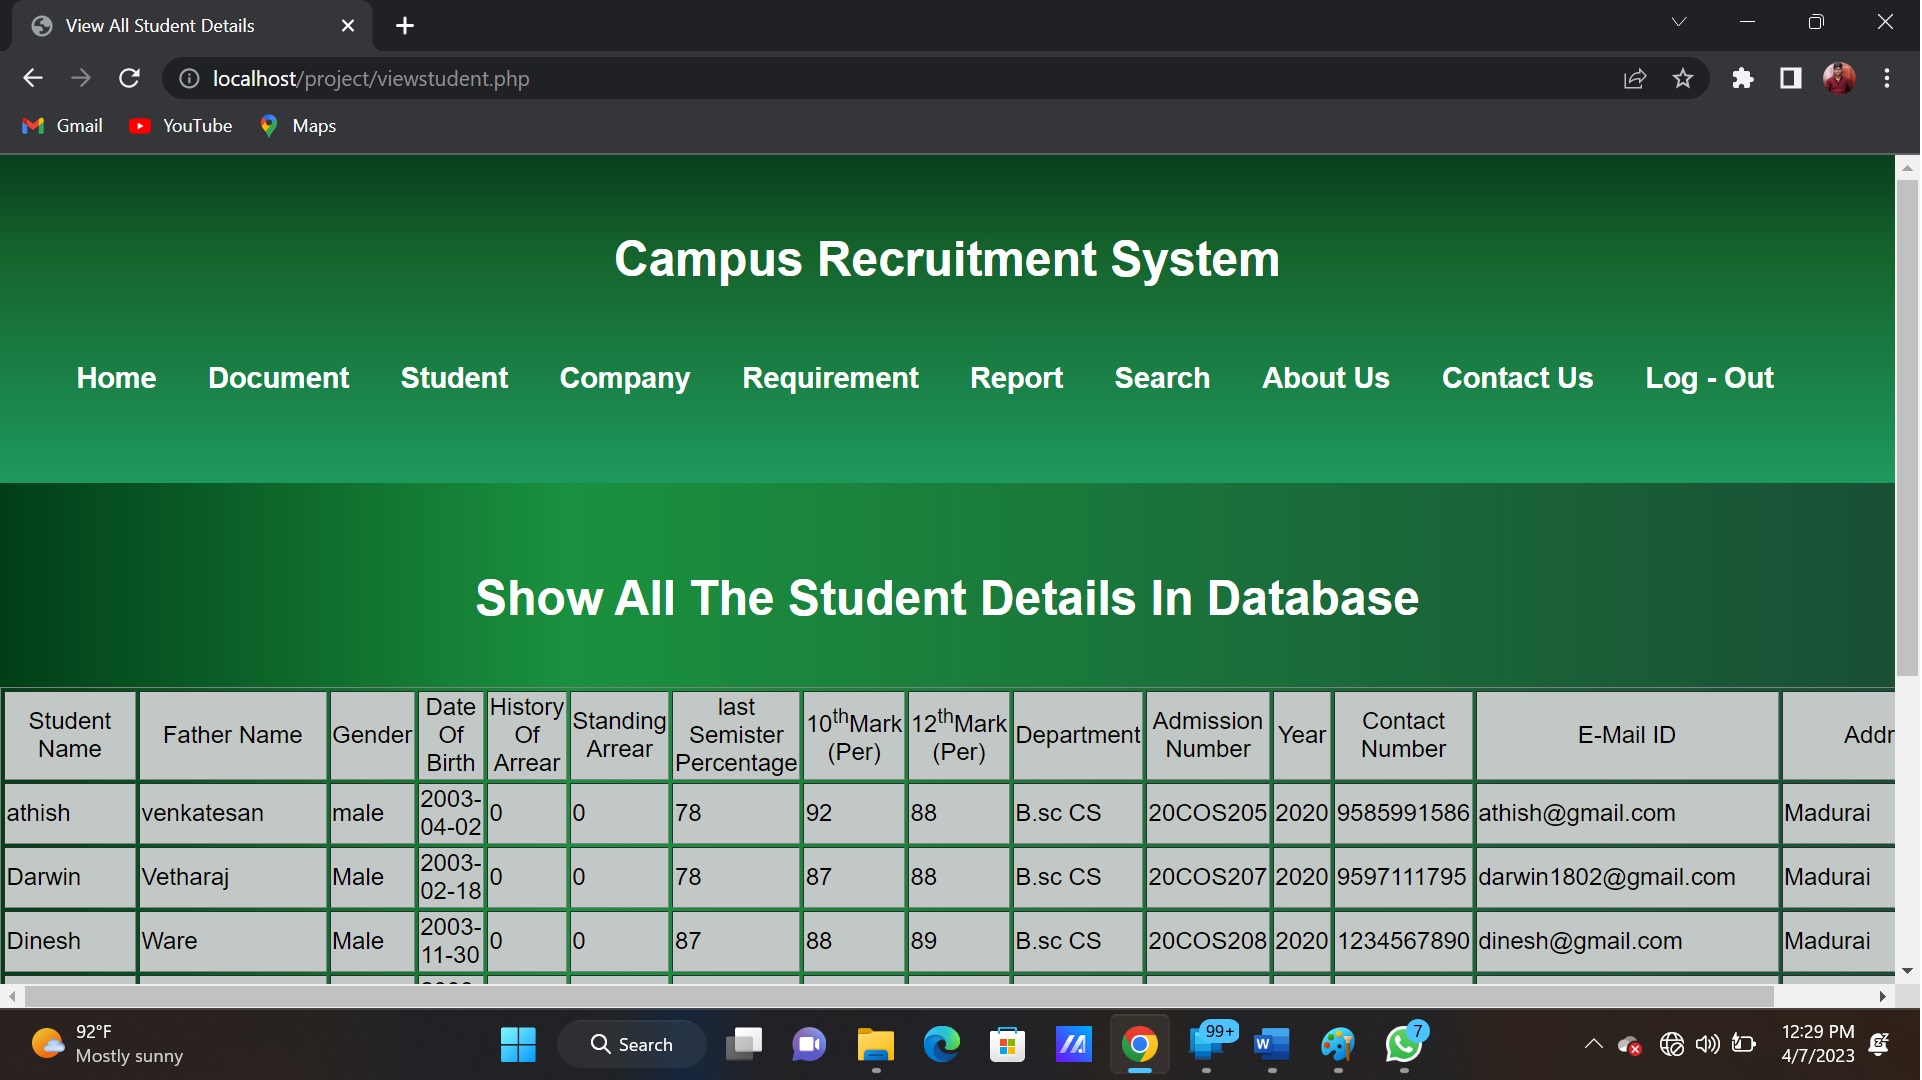 View All Student Details
localhost/project/viewstudent.php
Gmail YouTube Maps
Campus Recruitment System
Home Document Student Company Requirement Report Search About Us Contact Us Log - Out
Show All The Student Details In Database
Student Name Father Name Gender Date Of Birth History Of Arrear Standing Arrear last Semister Percentage 10thMark (Per) 12thMark (Per) Department Admission Number Year Contact Number E-Mail ID Addr
athish venkatesan male 2003-04-02 0 0 78 92 88 B.sc CS 20COS205 2020 9585991586 athish@gmail.com Madurai
Darwin Vetharaj Male 2003-02-18 0 0 78 87 88 B.sc CS 20COS207 2020 9597111795 darwin1802@gmail.com Madurai
Dinesh Ware Male 2003-11-30 0 0 87 88 89 B.sc CS 20COS208 2020 1234567890 dinesh@gmail.com Madurai
92°F
Mostly sunny
Search
99+
7
12:29 PM
4/7/2023